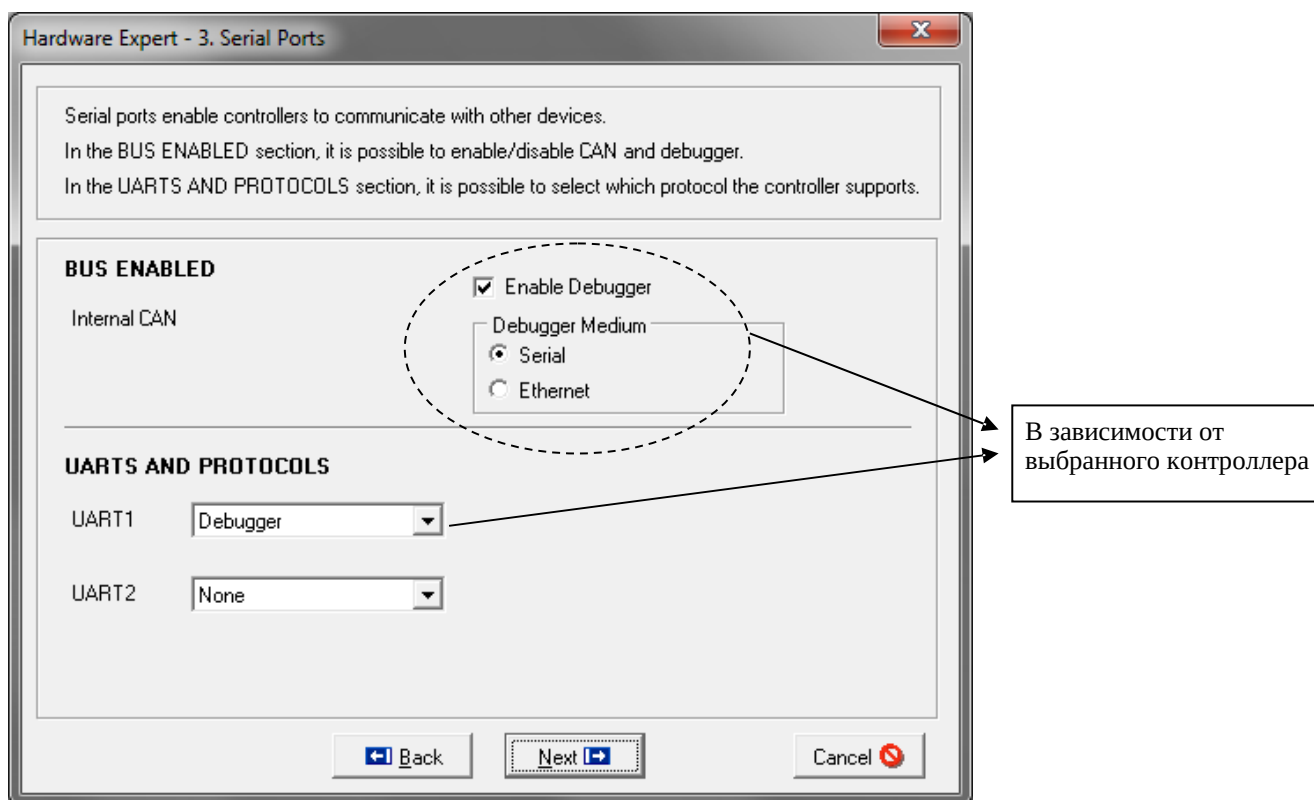 Hardware Expert - 3. Serial Ports
Serial ports enable controllers to communicate with other devices.
In the BUS ENABLED section, it is possible to enable/disable CAN and debugger.
In the UARTS AND PROTOCOLS section, it is possible to select which protocol the controller supports.
BUS ENABLED
Enable Debugger
Internal CAN
Debugger Medium
Serial
Ethernet
В зависимости от
выбранного контроллера
UARTS AND PROTOCOLS
UART1 Debugger
UART2 None
Back Next Cancel